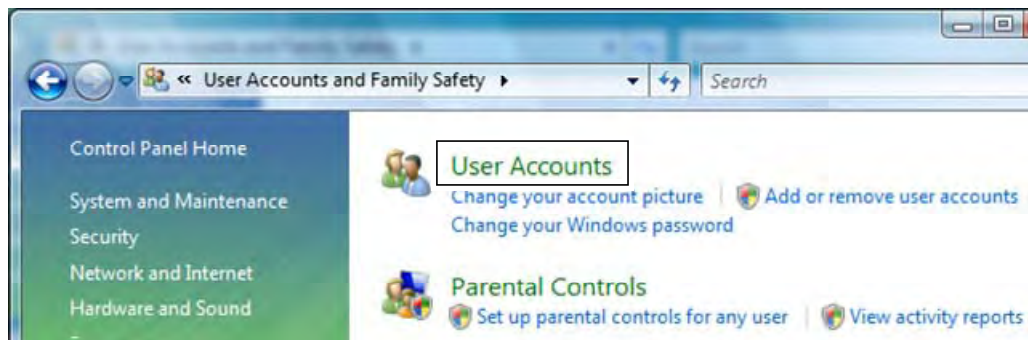 « User Accounts and Family Safety
Search
Control Panel Home
System and Maintenance
Security
Network and Internet
Hardware and Sound
User Accounts
Change your account picture
Add or remove user accounts
Change your Windows password
Parental Controls
Set up parental controls for any user
View activity reports